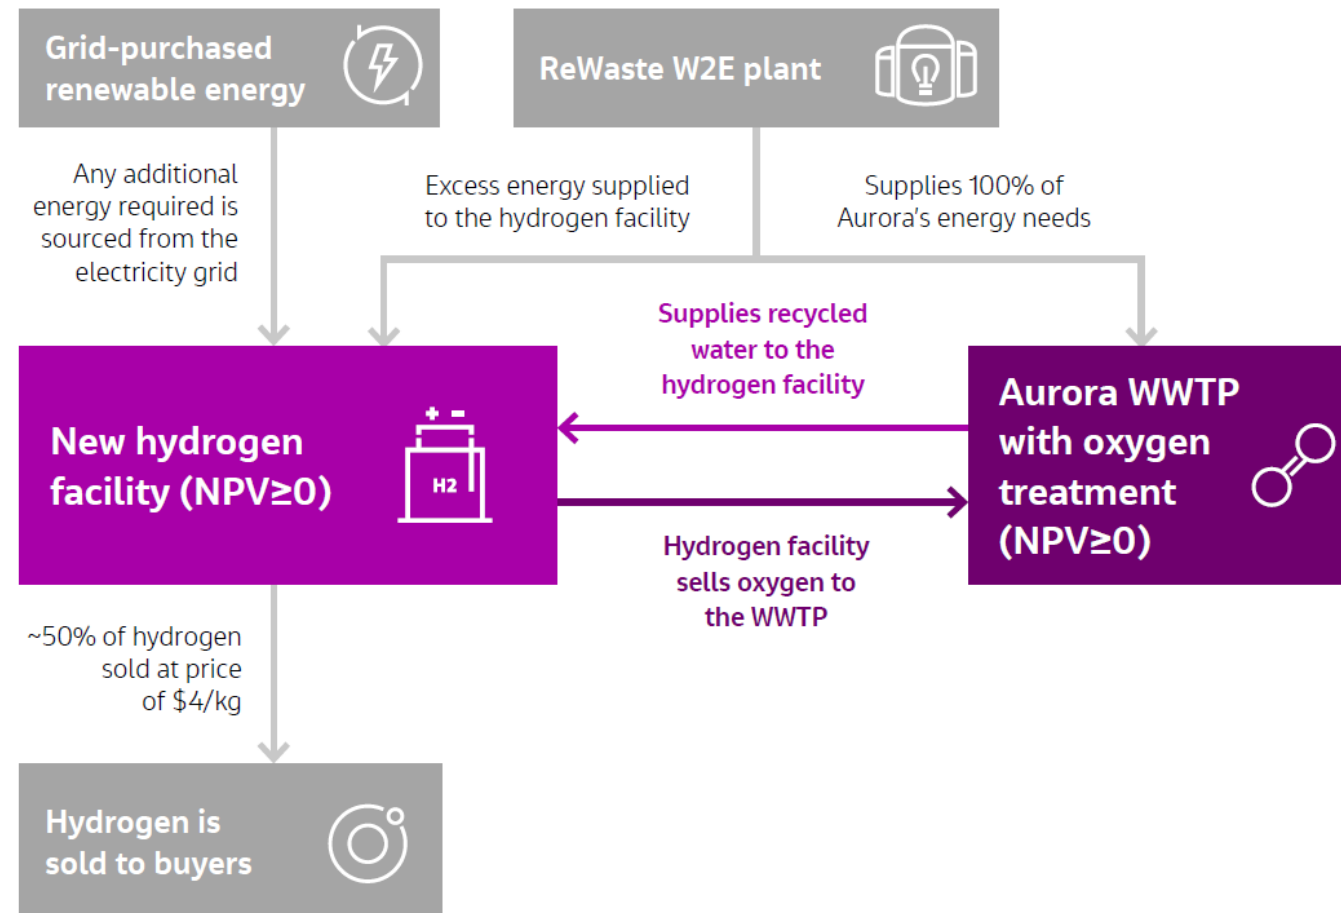 Grid-purchased
renewable energy
ReWaste W2E plant
Any additional
energy required is
sourced from the
electricity grid
Excess energy supplied
to the hydrogen facility
Supplies 100% of
Aurora's energy needs
Supplies recycled
water to the
hydrogen facility
New hydrogen
facility (NPV≥0)
+ -
H2
Aurora WWTP
with oxygen
treatment
(NPV≥0)
Hydrogen facility
sells oxygen to
the WWTP
~50% of hydrogen
sold at price
of $4/kg
Hydrogen is
sold to buyers